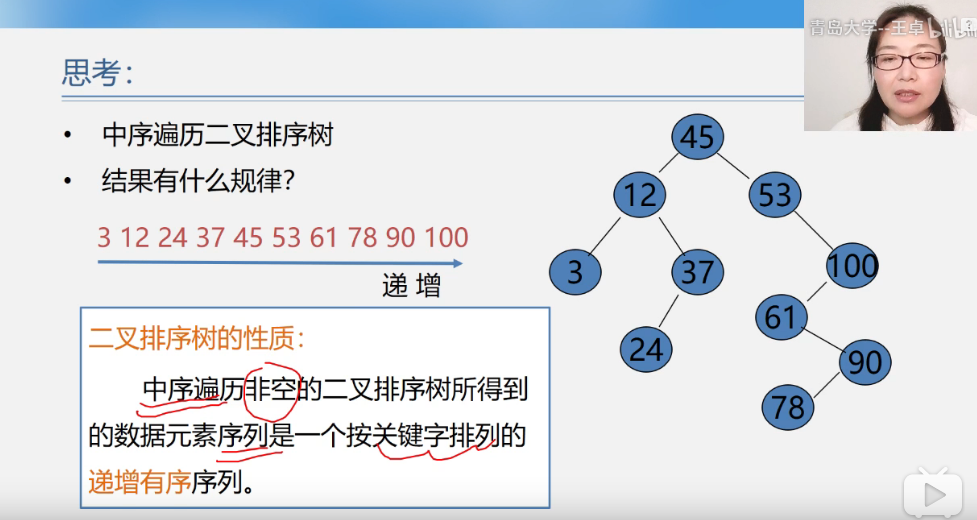 青岛大学--王卓
思考：
• 中序遍历二叉排序树
• 结果有什么规律？
3 12 24 37 45 53 61 78 90 100
递 增
二叉排序树的性质：
中序遍历非空的二叉排序树所得到
的数据元素序列是一个按关键字排列的
递增有序序列。
45
12
53
3
37
100
24
61
90
78